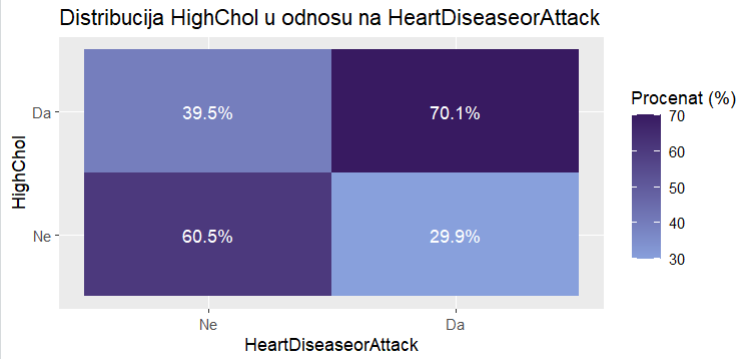 Distribucija HighChol u odnosu na HeartDiseaseorAttack
Procenat (%)
70
60
50
40
30
HighChol
Da
39.5%
70.1%
Ne
60.5%
29.9%
Ne
Da
HeartDiseaseorAttack